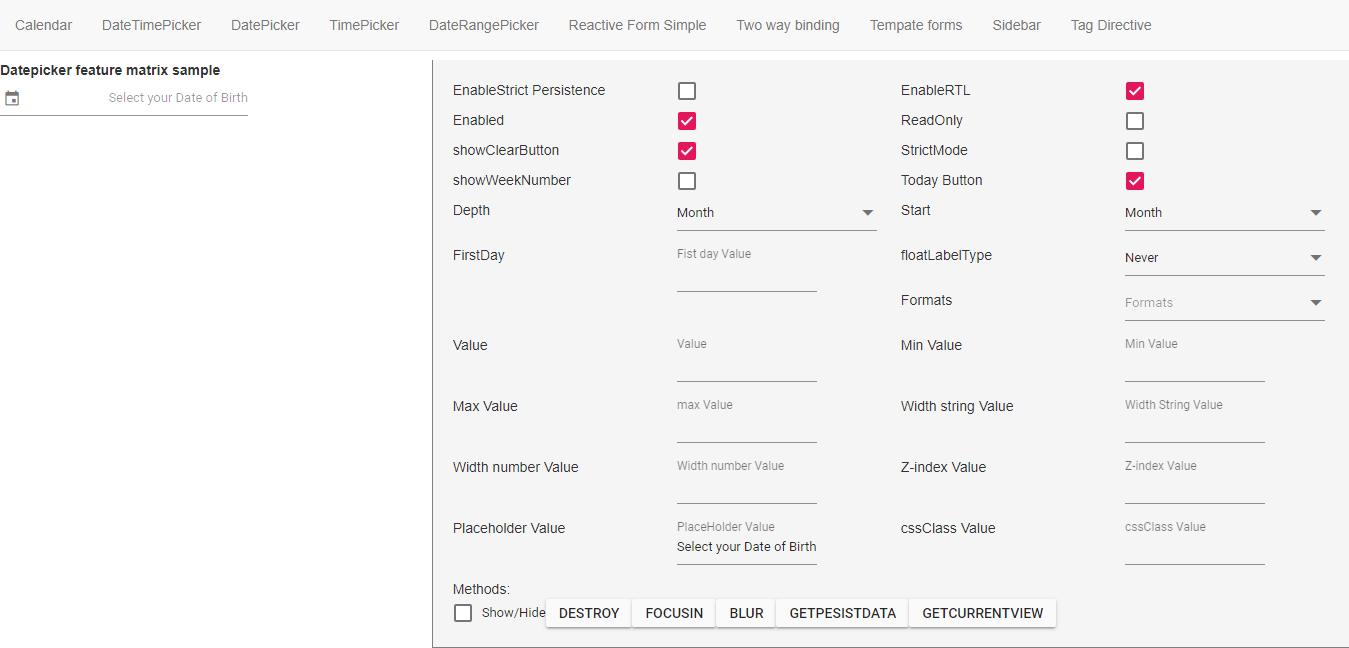 Calendar DateTimePicker DatePicker TimePicker DateRangePicker Reactive Form Simple Two way binding Tempate forms Sidebar Tag Directive
Datepicker feature matrix sample
Select your Date of Birth
EnableStrict Persistence EnableRTL
Enabled ReadOnly
showClearButton StrictMode
showWeekNumber Today Button
Depth Month Start Month
FirstDay Fist day Value floatLabelType Never
Formats Formats
Value Value Min Value Min Value
Max Value max Value Width string Value Width String Value
Width number Value Width number Value Z-index Value Z-index Value
Placeholder Value PlaceHolder Value cssClass Value cssClass Value
Select your Date of Birth
Methods:
Show/Hide DESTROY FOCUSIN BLUR GETPESISTDATA GETCURRENTVIEW